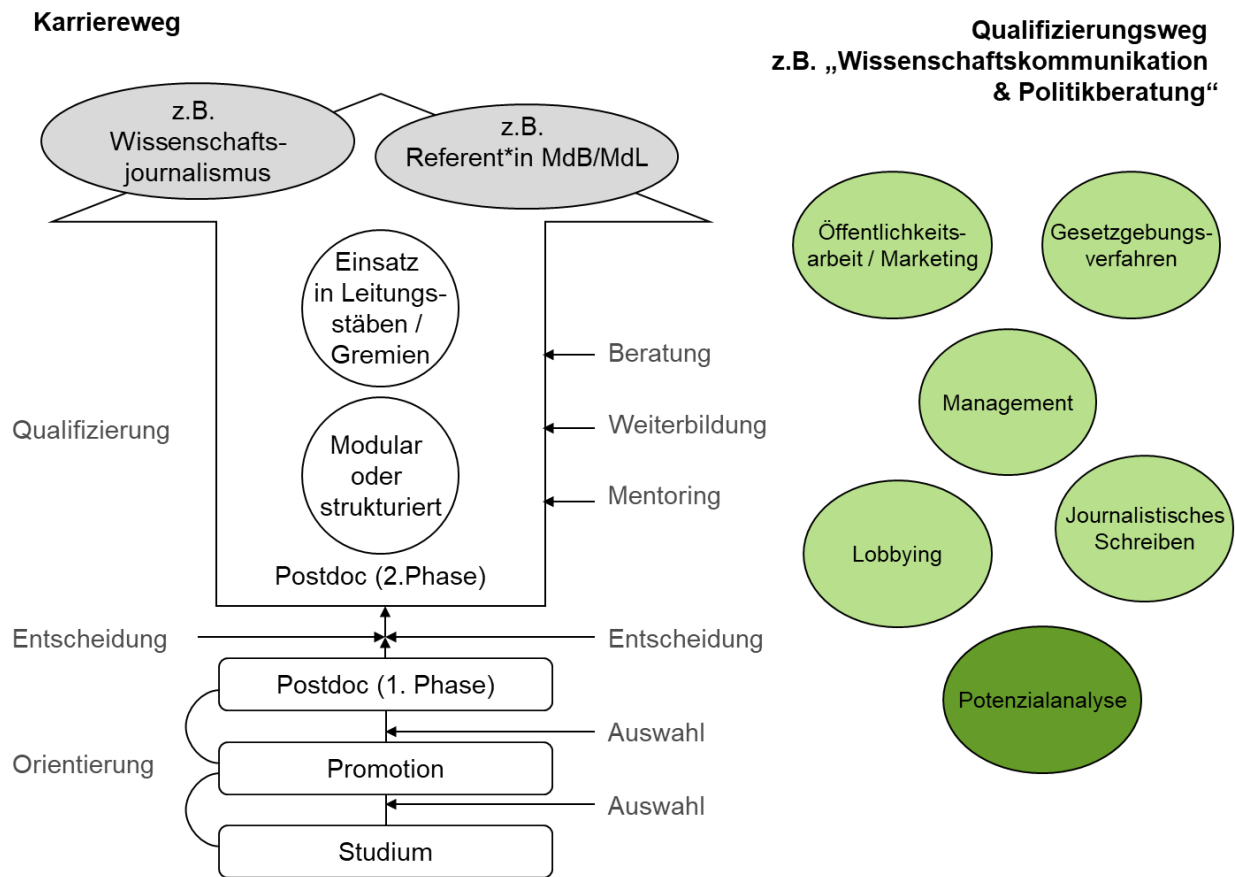 Karriereweg
Qualifizierungsweg
z.B. „Wissenschaftskommunikation
& Politikberatung“
z.B.
Wissenschafts-
journalismus
z.B.
Referent*in MdB/MdL
Einsatz
in Leitungs-
stäben /
Gremien
Modular
oder
strukturiert
Postdoc (2.Phase)
Qualifizierung
Beratung
Weiterbildung
Mentoring
Entscheidung
Entscheidung
Postdoc (1. Phase)
Auswahl
Orientierung
Promotion
Auswahl
Studium
Öffentlichkeits-
arbeit / Marketing
Gesetzgebungs-
verfahren
Management
Lobbying
Journalistisches
Schreiben
Potenzialanalyse